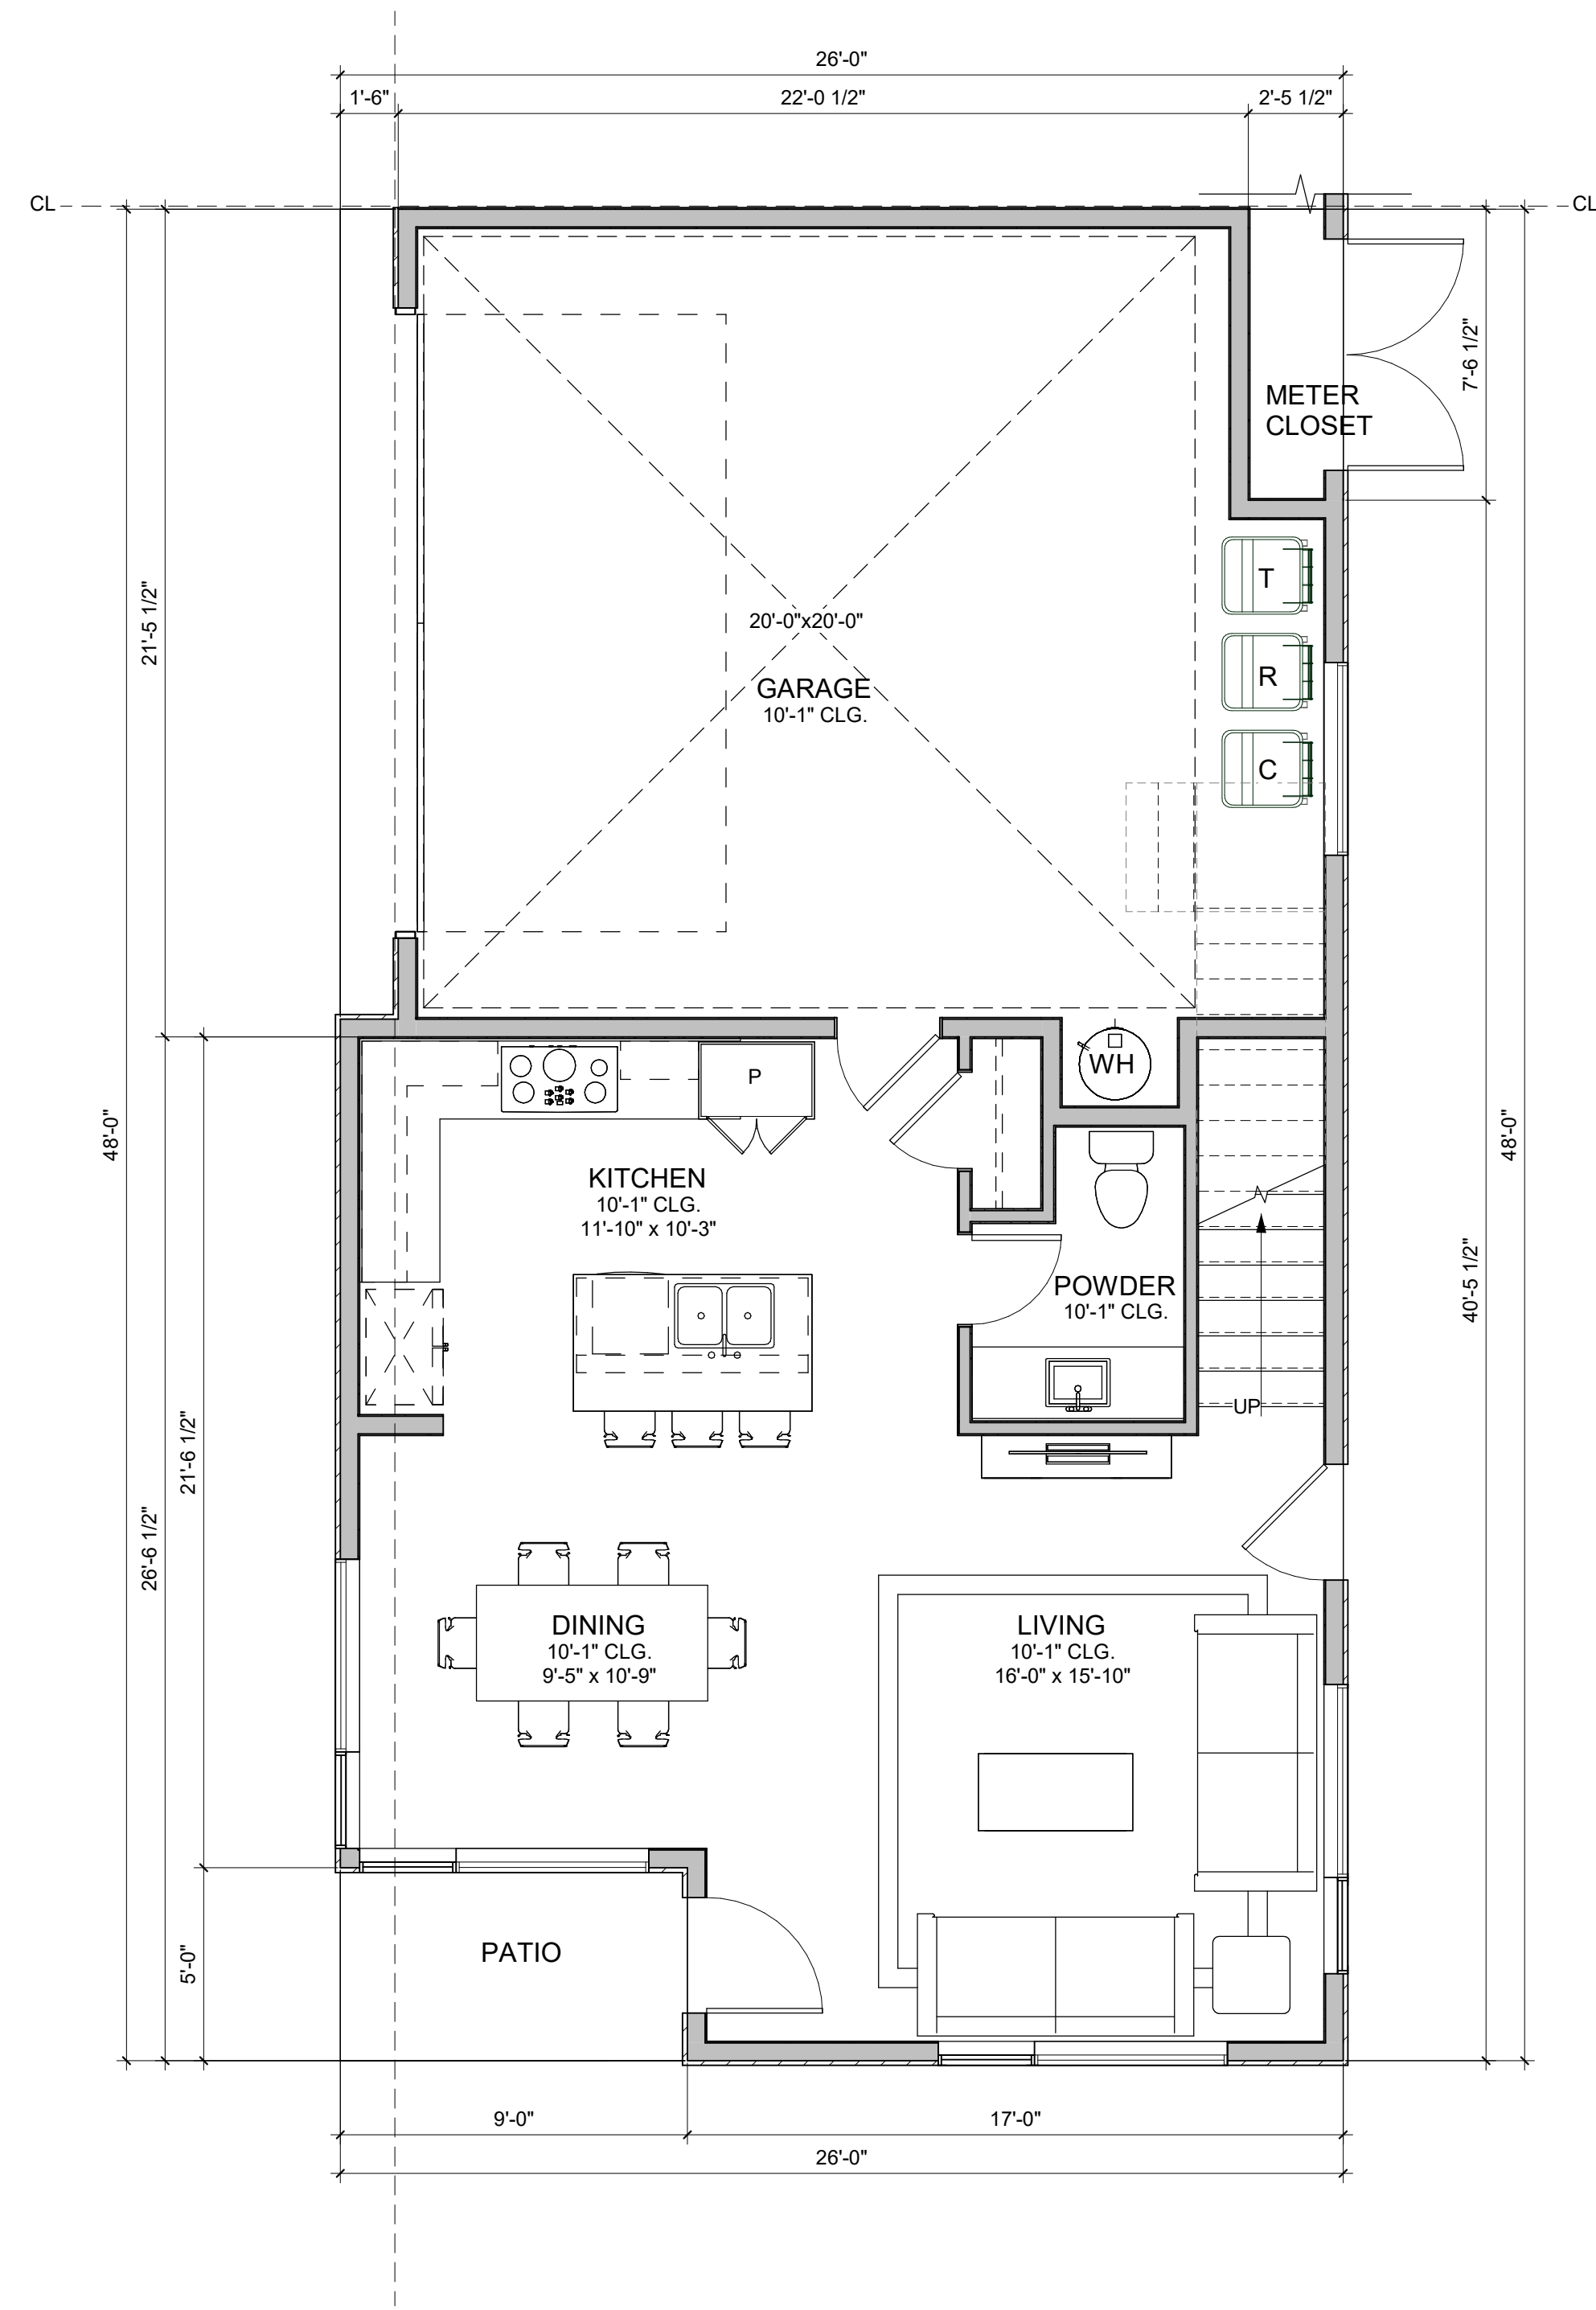 26'-0"
1'-6"
22'-0 1/2"
2'-5 1/2"
CL
CL
7'-6 1/2"
METER
CLOSET
21'-5 1/2"
T
R
C
20'-0"x20'-0"
GARAGE
10'-1" CLG.
WH
P
48'-0"
48'-0"
KITCHEN
10'-1" CLG.
11'-10" x 10'-3"
POWDER
10'-1" CLG.
40'-5 1/2"
UP
21'-6 1/2"
26'-6 1/2"
DINING
10'-1" CLG.
9'-5" x 10'-9"
LIVING
10'-1" CLG.
16'-0" x 15'-10"
PATIO
5'-0"
9'-0"
17'-0"
26'-0"